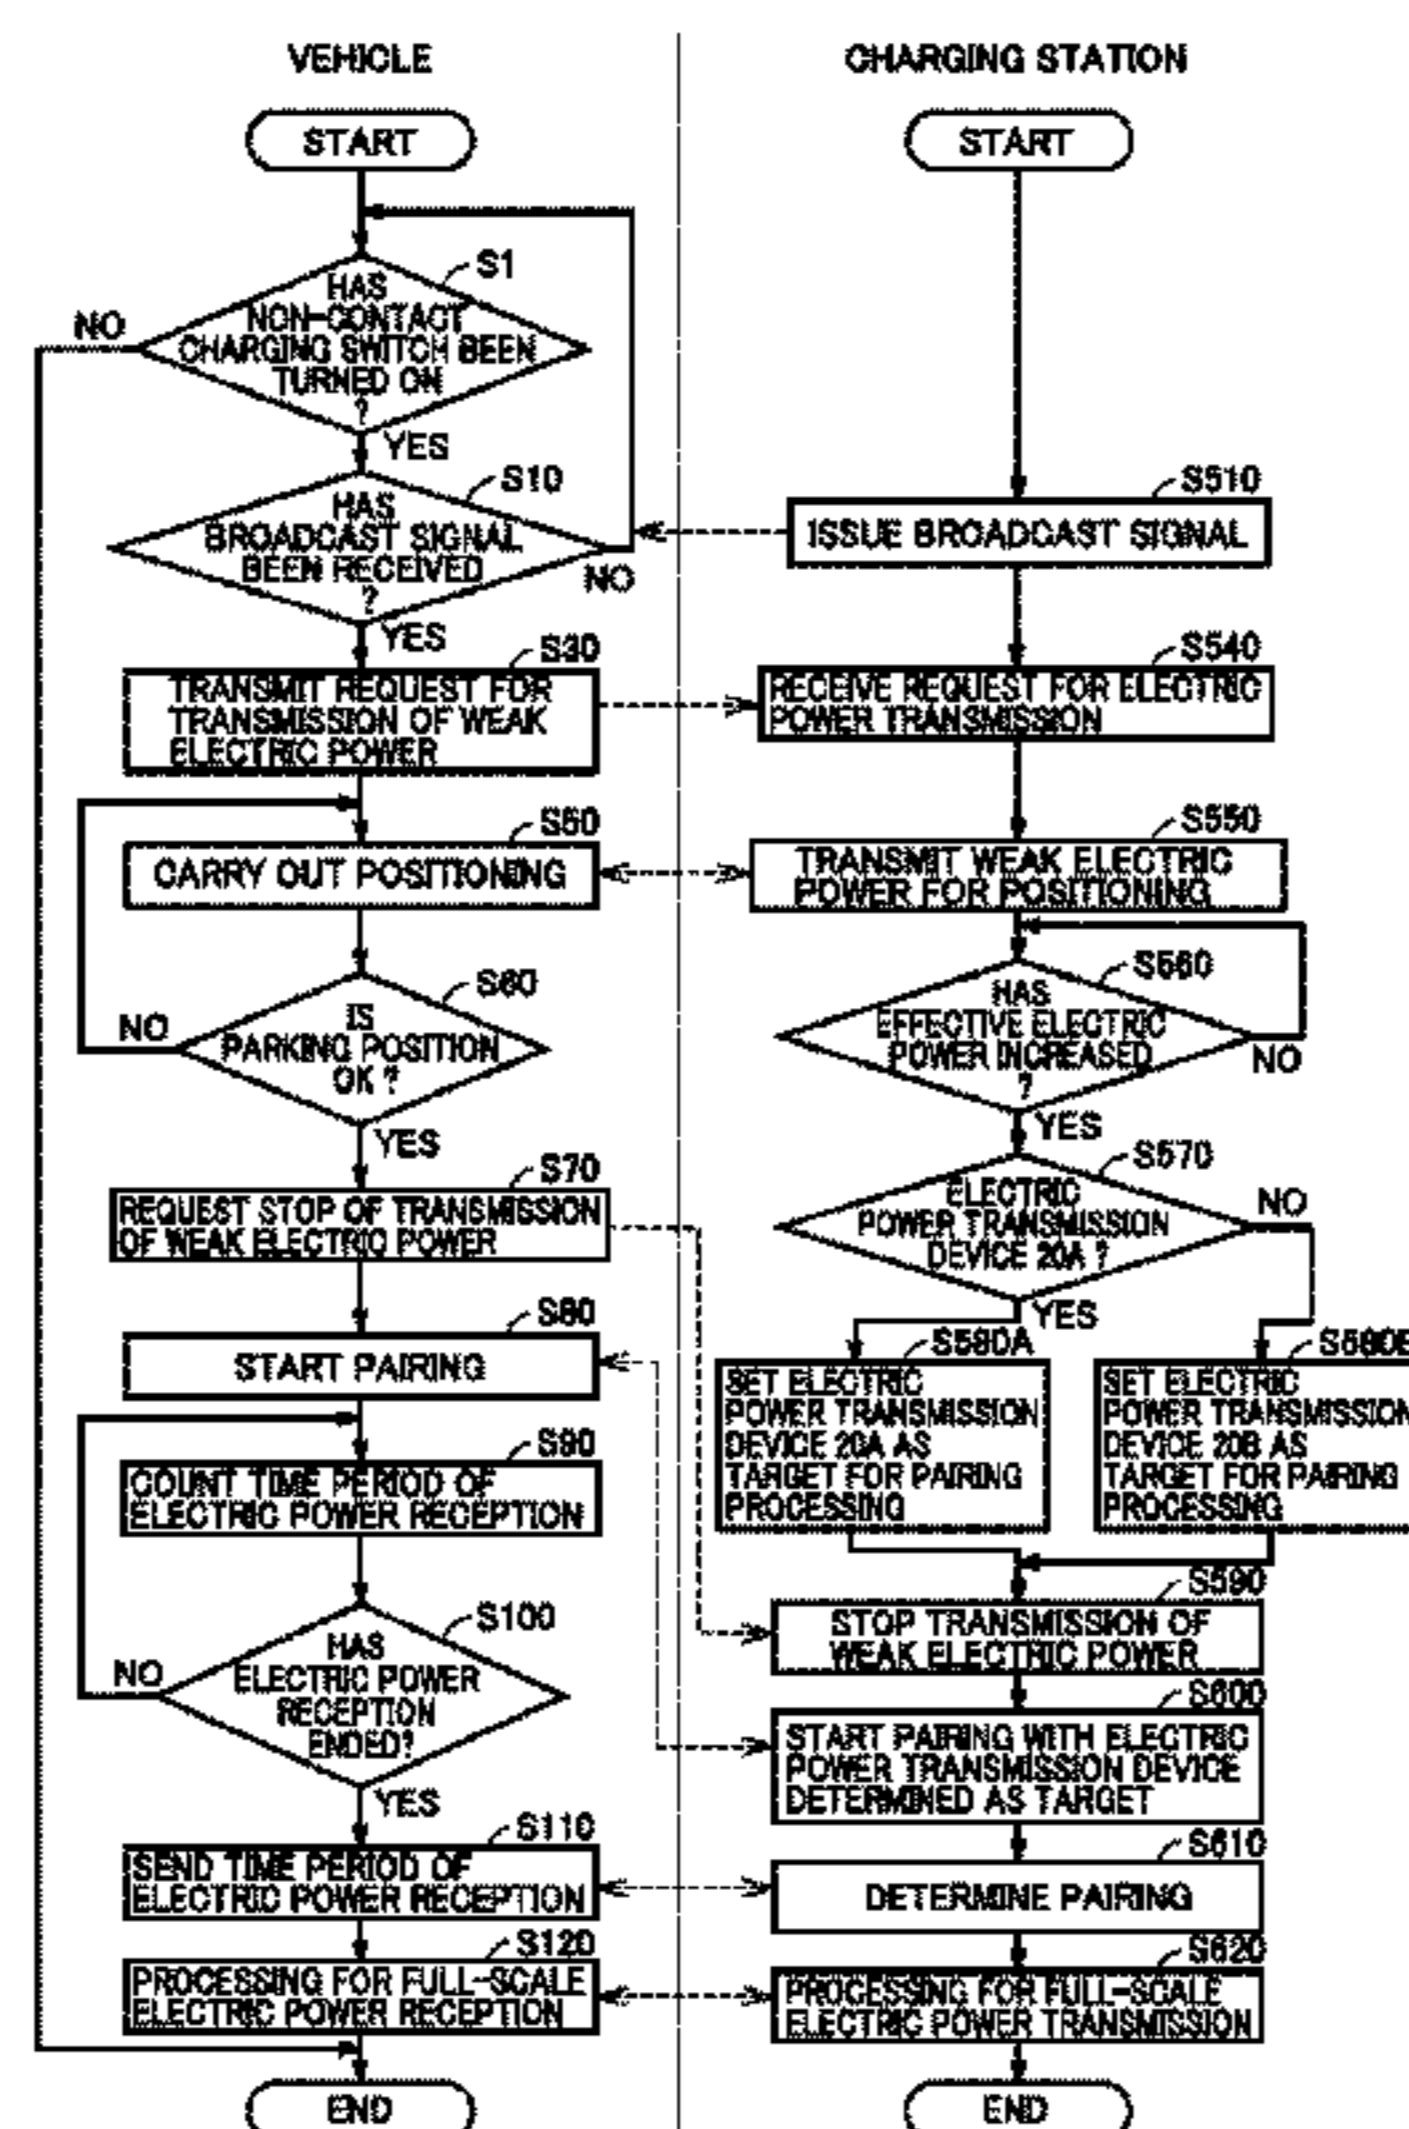 VEHICLE
START
S1
HAS
NON-CONTACT
CHARGING SWITCH BEEN
TURNED ON
?
NO
YES
S10
HAS
BROADCAST SIGNAL
BEEN RECEIVED
?
NO
YES
S30
TRANSMIT REQUEST FOR
TRANSMISSION OF WEAK
ELECTRIC POWER
S50
CARRY OUT POSITIONING
S60
IS
PARKING POSITION
OK ?
NO
YES
S70
REQUEST STOP OF TRANSMISSION
OF WEAK ELECTRIC POWER
S80
START PAIRING
S90
COUNT TIME PERIOD OF
ELECTRIC POWER RECEPTION
S100
HAS
ELECTRIC POWER
RECEPTION
ENDED?
NO
YES
S110
SEND TIME PERIOD OF
ELECTRIC POWER RECEPTION
S120
PROCESSING FOR FULL-SCALE
ELECTRIC POWER RECEPTION
END
CHARGING STATION
START
S510
ISSUE BROADCAST SIGNAL
S540
RECEIVE REQUEST FOR ELECTRIC
POWER TRANSMISSION
S550
TRANSMIT WEAK ELECTRIC
POWER FOR POSITIONING
S560
HAS
EFFECTIVE ELECTRIC
POWER INCREASED
?
NO
YES
S570
ELECTRIC
POWER TRANSMISSION
DEVICE 20A ?
NO
YES
S580A
SET ELECTRIC
POWER TRANSMISSION
DEVICE 20A AS
TARGET FOR PAIRING
PROCESSING
S580B
SET ELECTRIC
POWER TRANSMISSION
DEVICE 20B AS
TARGET FOR PAIRING
PROCESSING
S590
STOP TRANSMISSION OF
WEAK ELECTRIC POWER
S600
START PAIRING WITH ELECTRIC
POWER TRANSMISSION DEVICE
DETERMINED AS TARGET
S610
DETERMINE PAIRING
S620
PROCESSING FOR FULL-SCALE
ELECTRIC POWER TRANSMISSION
END